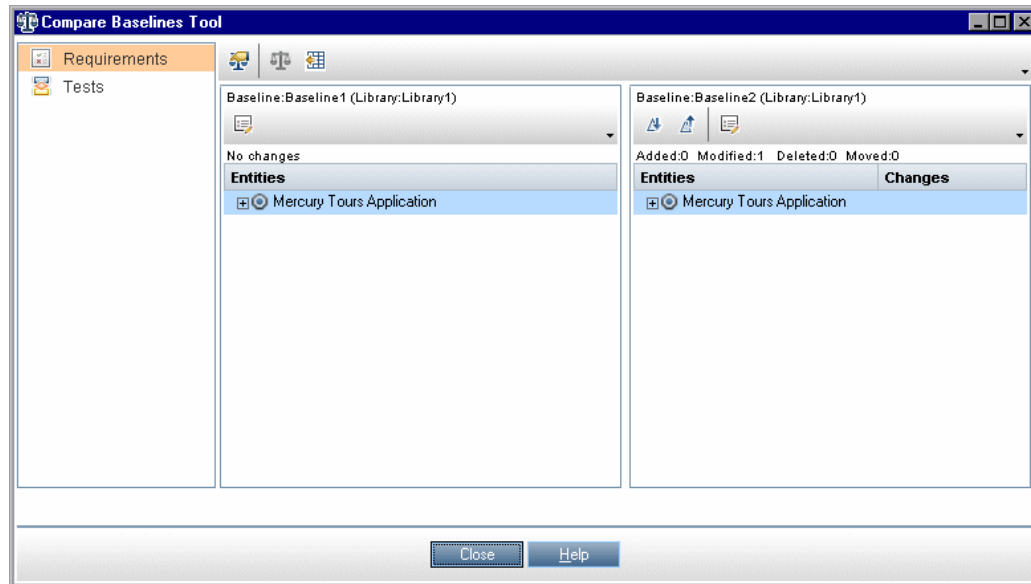 Compare Baselines Tool
Requirements
Tests
Baseline:Baseline1 (Library:Library1)
No changes
Entities
Mercury Tours Application
Baseline:Baseline2 (Library:Library1)
Added:0 Modified:1 Deleted:0 Moved:0
Entities Changes
Mercury Tours Application
Close Help